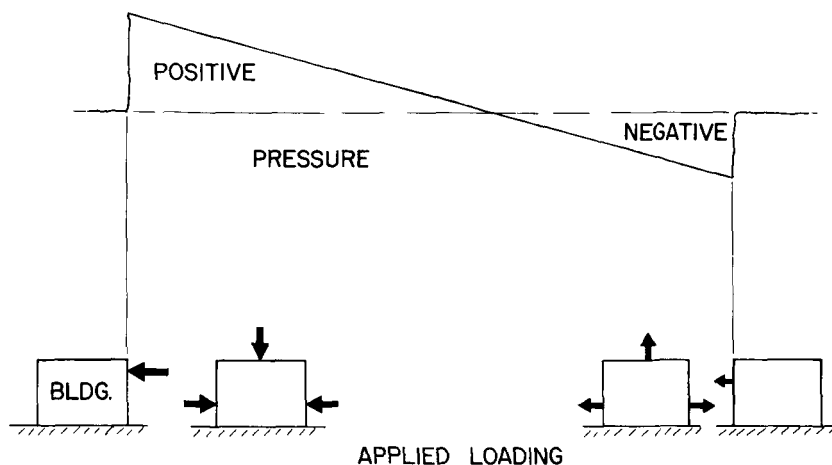 POSITIVE
NEGATIVE
PRESSURE
BLDG.
APPLIED LOADING